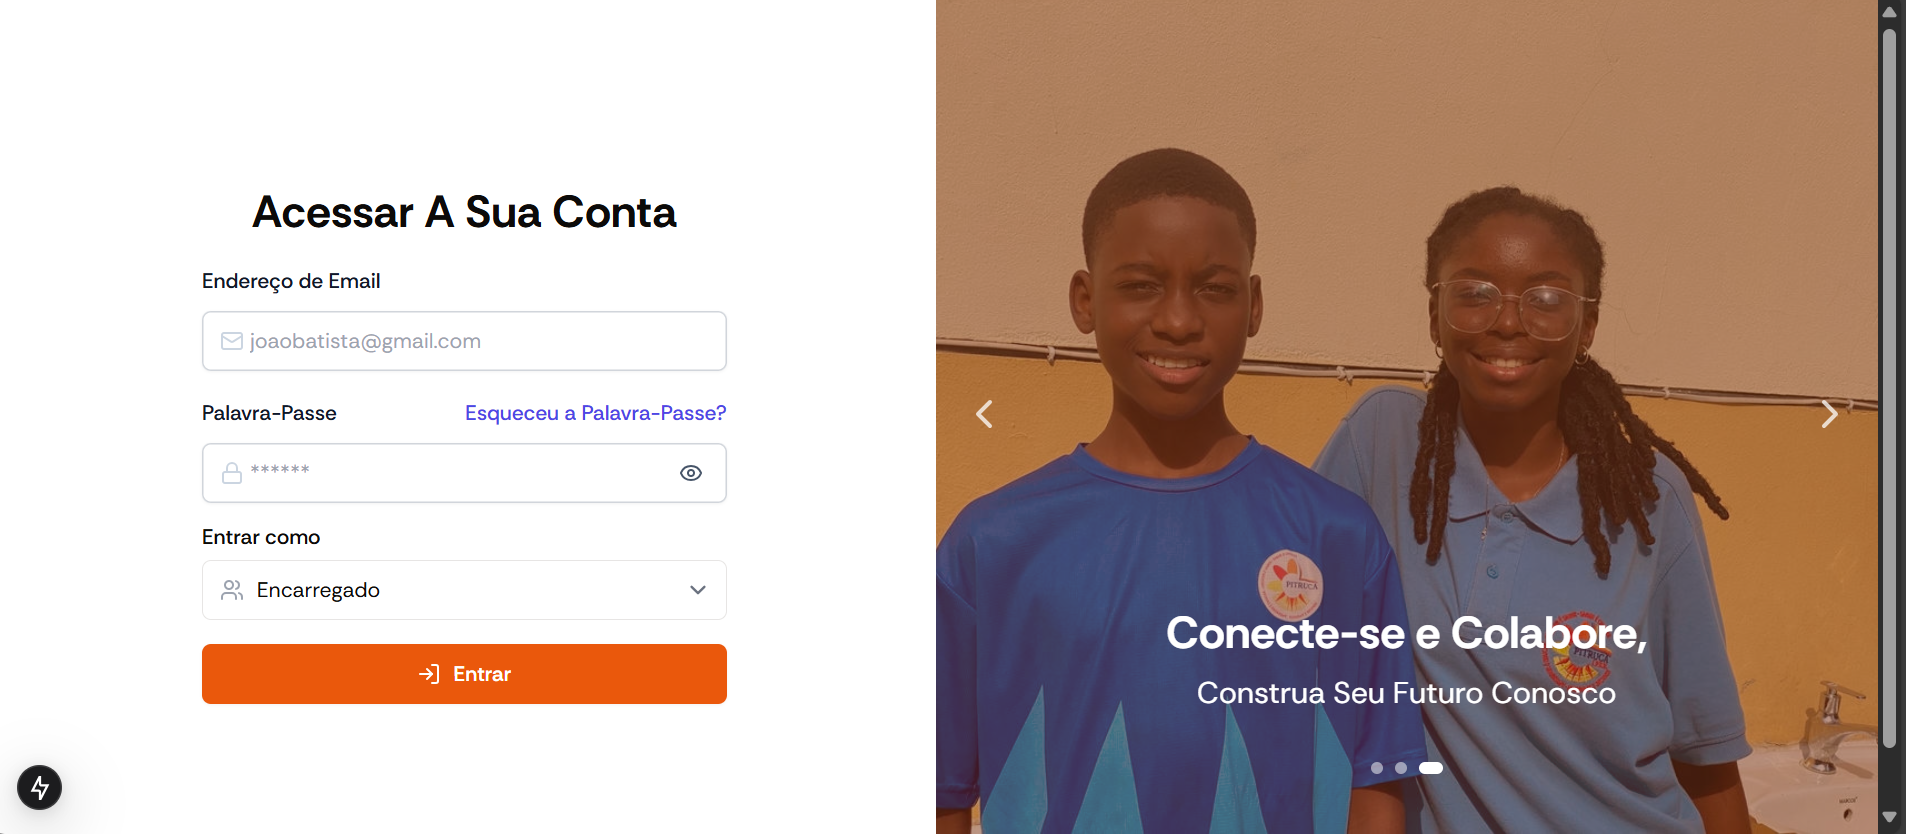 Acessar A Sua Conta
Endereço de Email
joaobatista@gmail.com
Palavra-Passe
Esqueceu a Palavra-Passe?
******
Entrar como
Encarregado
Entrar
PITRUCA
Conecte-se e Colabore,
PITRUCA
Construa Seu Futuro Conosco